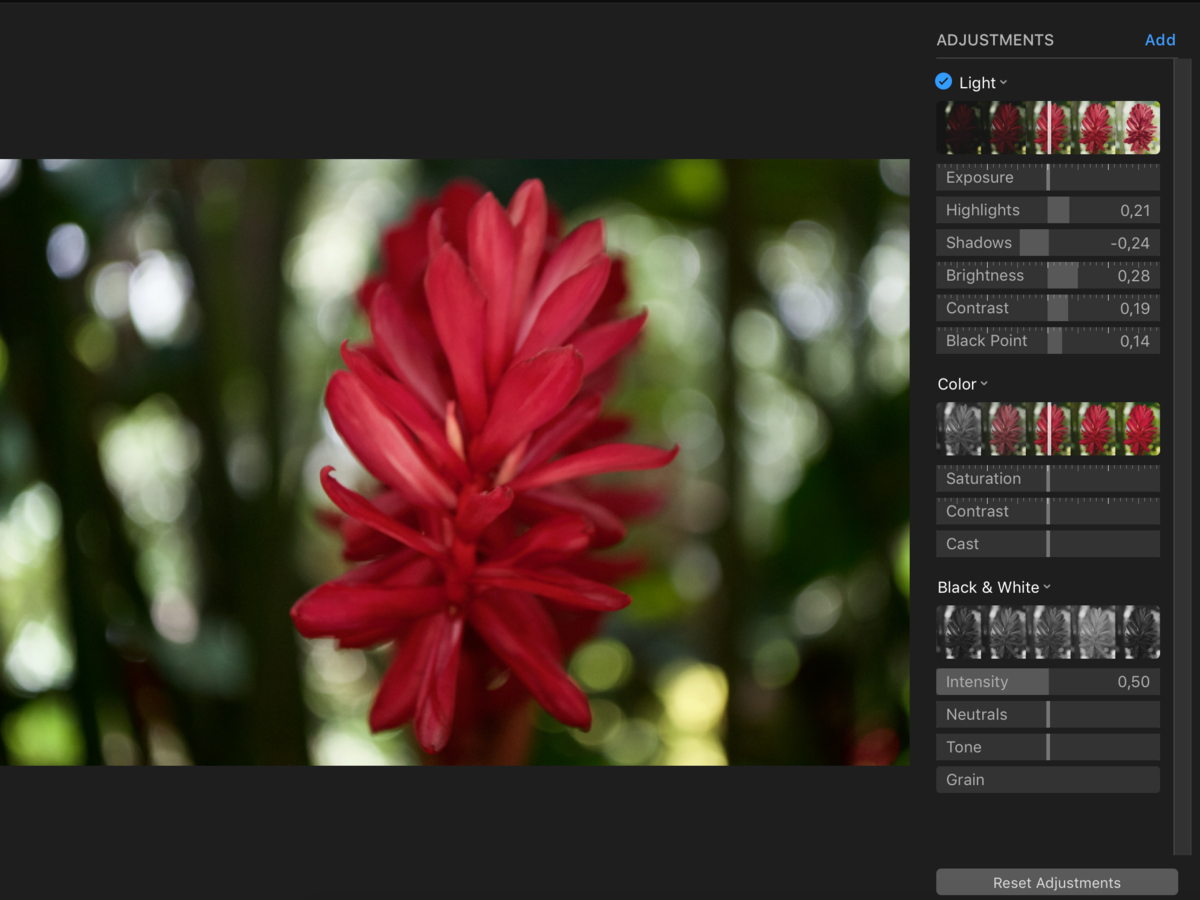 ADJUSTMENTS Add
Light
Exposure
Highlights 0,21
Shadows -0,24
Brightness 0,28
Contrast 0,19
Black Point 0,14
Color
Saturation
Contrast
Cast
Black & White
Intensity 0,50
Neutrals
Tone
Grain
Reset Adjustments